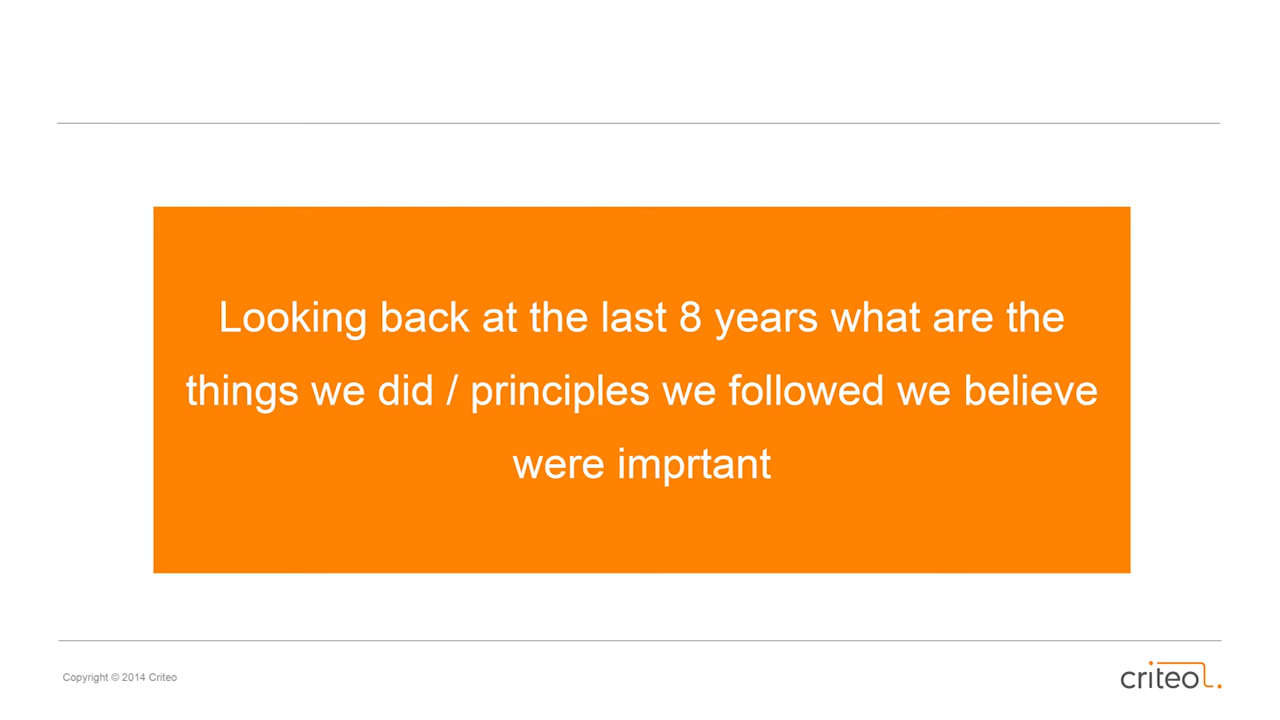 Looking back at the last 8 years what are the
things we did / principles we followed we believe
were imprtant
Copyright © 2014 Criteo
criteo